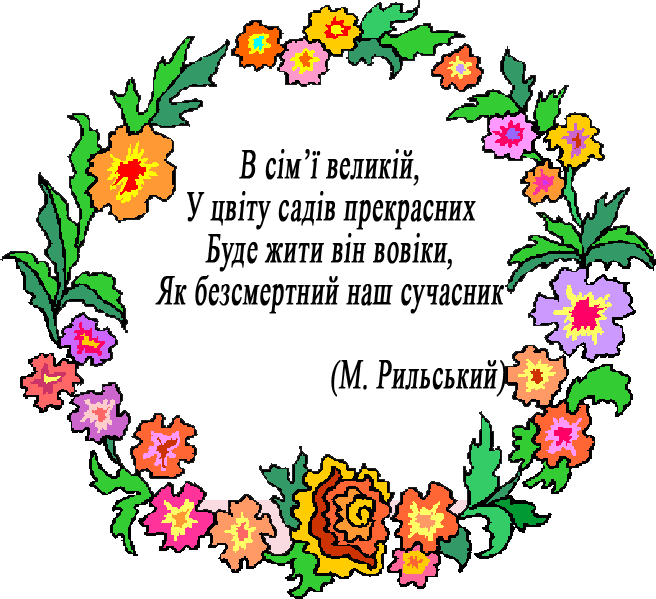 В сім’ї великій,
У цвіту садів прекрасних
Буде жити він вовіки,
Як безсмертний наш сучасник
(М. Рильський)